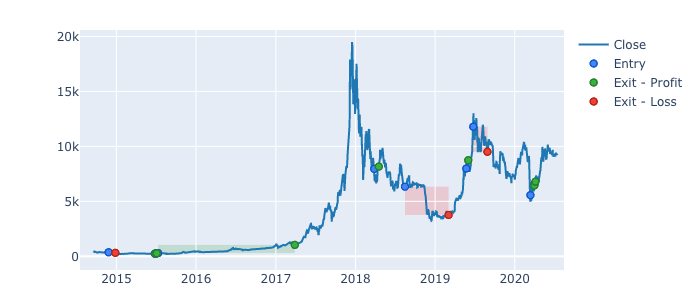 20k
15k
10k
5k
0
2015
2016
2017
2018
2019
2020
Close
Entry
Exit - Profit
Exit - Loss